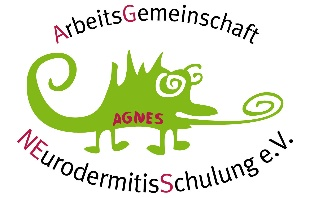 ArbeitsGemeinschaft
AGNES
NEurodermitisSchulung e.V.